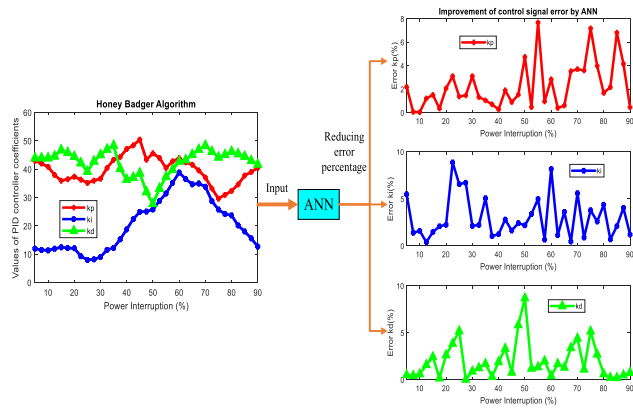 Honey Badger Algorithm
Values of PID controller coefficients
60
50
40
30
20
10
0
kp
ki
kd
10 20 30 40 50 60 70 80 90
Power Interruption (%)
Input
ANN
Reducing
error
percentage
Improvement of control signal error by ANN
Error kp(%)
8
6
4
2
0
kp
10 20 30 40 50 60 70 80 90
Power Interruption (%)
Error ki(%)
10
5
0
ki
10 20 30 40 50 60 70 80 90
Power Interruption (%)
Error kd(%)
10
5
0
kd
10 20 30 40 50 60 70 80 90
Power Interruption (%)